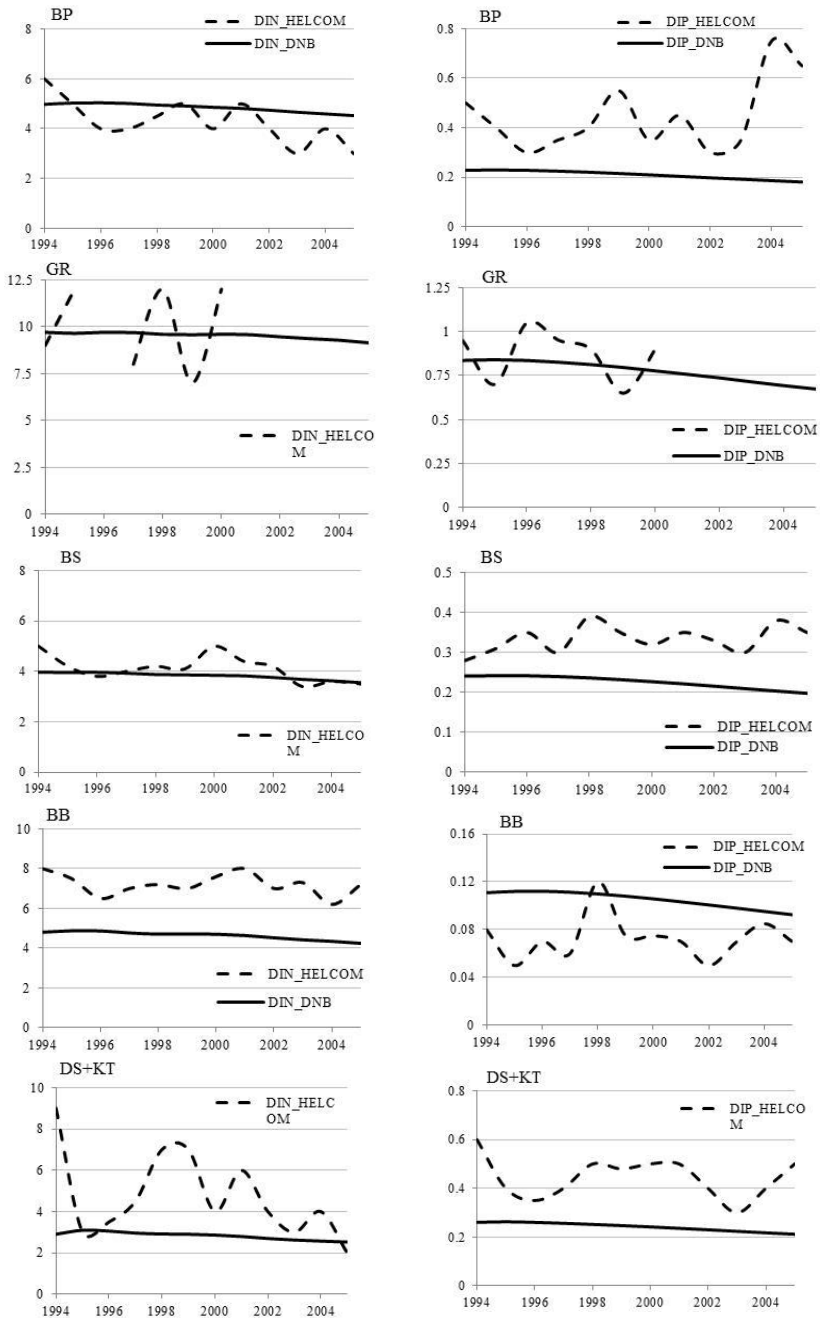 BP
DIN_HELCOM
DIN_DNB
8
6
4
2
0
1994 1996 1998 2000 2002 2004
BP
DIP_HELCOM
DIP_DNB
0.8
0.6
0.4
0.2
0
1994 1996 1998 2000 2002 2004
GR
12.5
10
7.5
5
2.5
0
DIN_HELCO
M
1994 1996 1998 2000 2002 2004
GR
1.25
1
0.75
0.5
0.25
0
DIP_HELCOM
DIP_DNB
1994 1996 1998 2000 2002 2004
BS
8
6
4
2
0
DIN_HELCO
M
1994 1996 1998 2000 2002 2004
BS
0.5
0.4
0.3
0.2
0.1
0
DIP_HELCOM
DIP_DNB
1994 1996 1998 2000 2002 2004
BB
10
8
6
4
2
0
DIN_HELCOM
DIN_DNB
1994 1996 1998 2000 2002 2004
BB
0.16
0.12
0.08
0.04
0
DIP_HELCOM
DIP_DNB
1994 1996 1998 2000 2002 2004
DS+KT
10
8
6
4
2
0
DIN_HELC
OM
1994 1996 1998 2000 2002 2004
DS+KT
0.8
0.6
0.4
0.2
0
DIP_HELCO
M
1994 1996 1998 2000 2002 2004